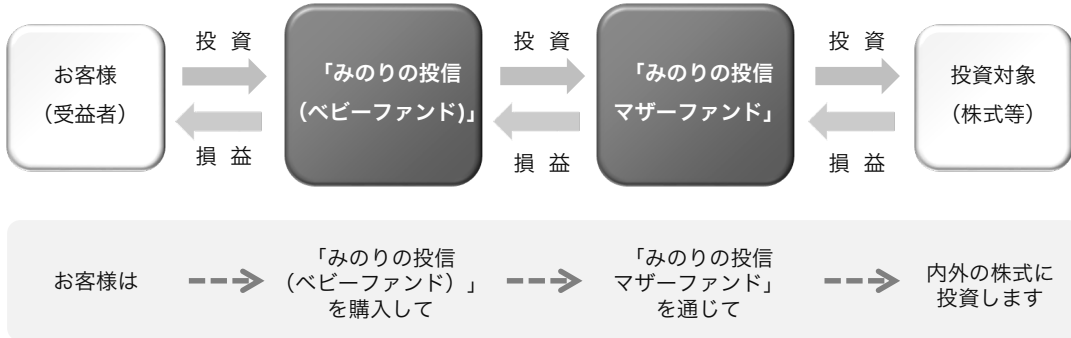 お客様
（受益者）
投 資
損 益
「みのりの投信
（ベビーファンド)」
投 資
損 益
「みのりの投信
マザーファンド」
投 資
損 益
投資対象
（株式等）
お客様は
「みのりの投信
（ベビーファンド）」
を購入して
「みのりの投信
マザーファンド」
を通じて
内外の株式に
投資します